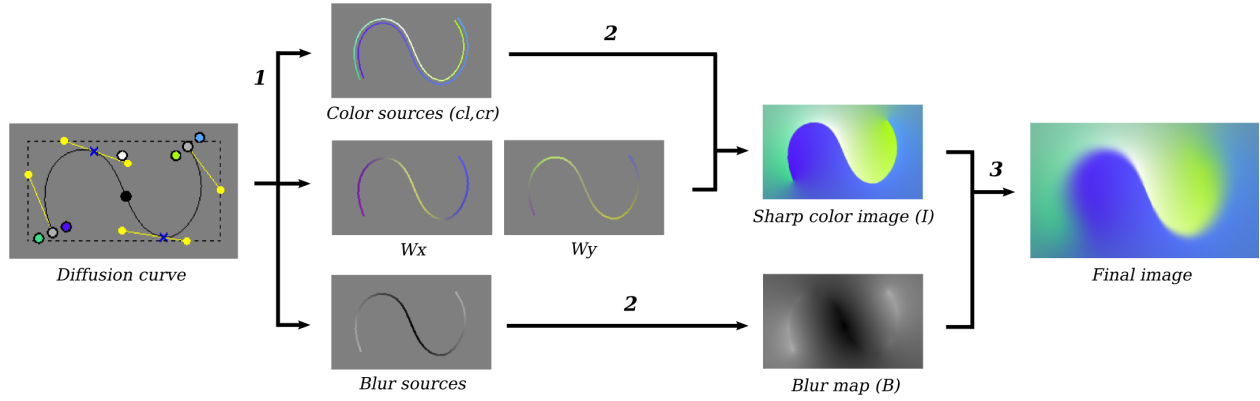 1
2
Color sources (cl,cr)
Diffusion curve
Wx
Wy
Sharp color image (I)
3
Final image
Blur sources
2
Blur map (B)